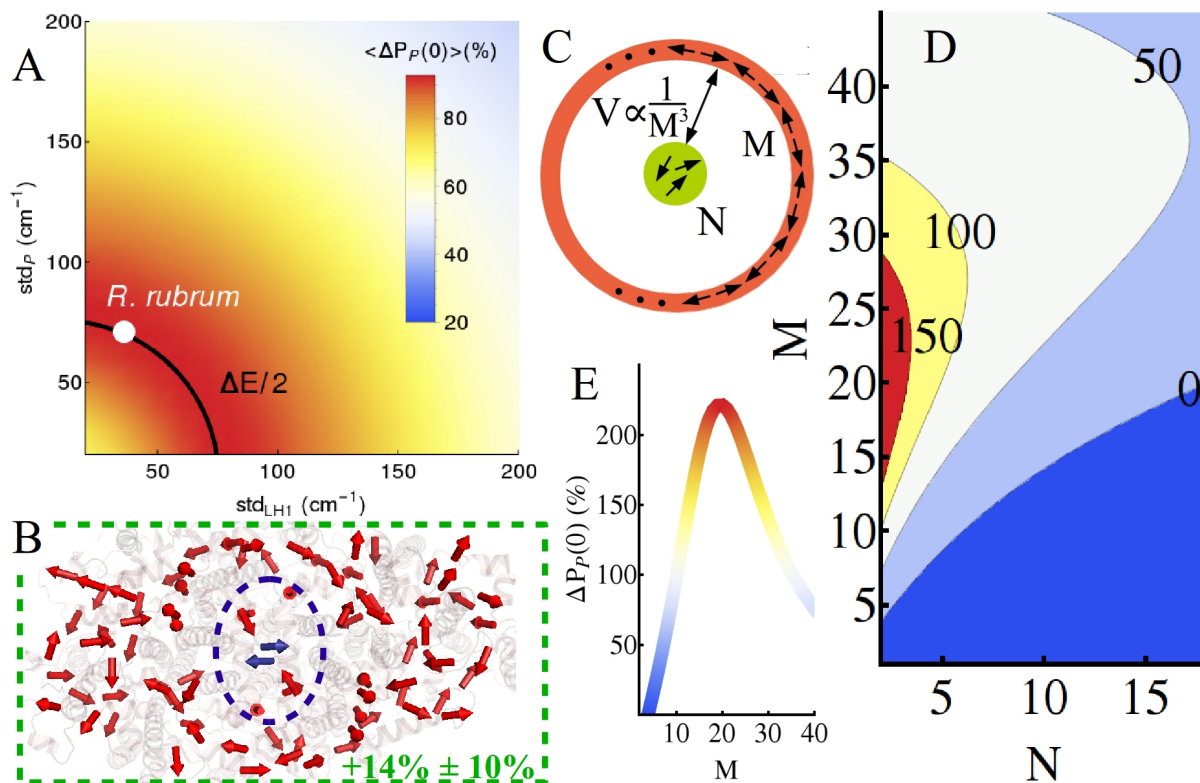 A
200
150
100
50
std_P (cm⁻¹)
<ΔP_P(0)>(%)
80
60
40
20
R. rubrum
ΔE/2
50
100
150
200
std_LH1 (cm⁻¹)
B
+14% ± 10%
C
V∝1/M³
M
N
D
50
100
150
0
40
35
30
25
20
15
10
5
M
5
10
15
N
E
200
150
100
50
ΔP_P(0) (%)
10
20
30
40
M